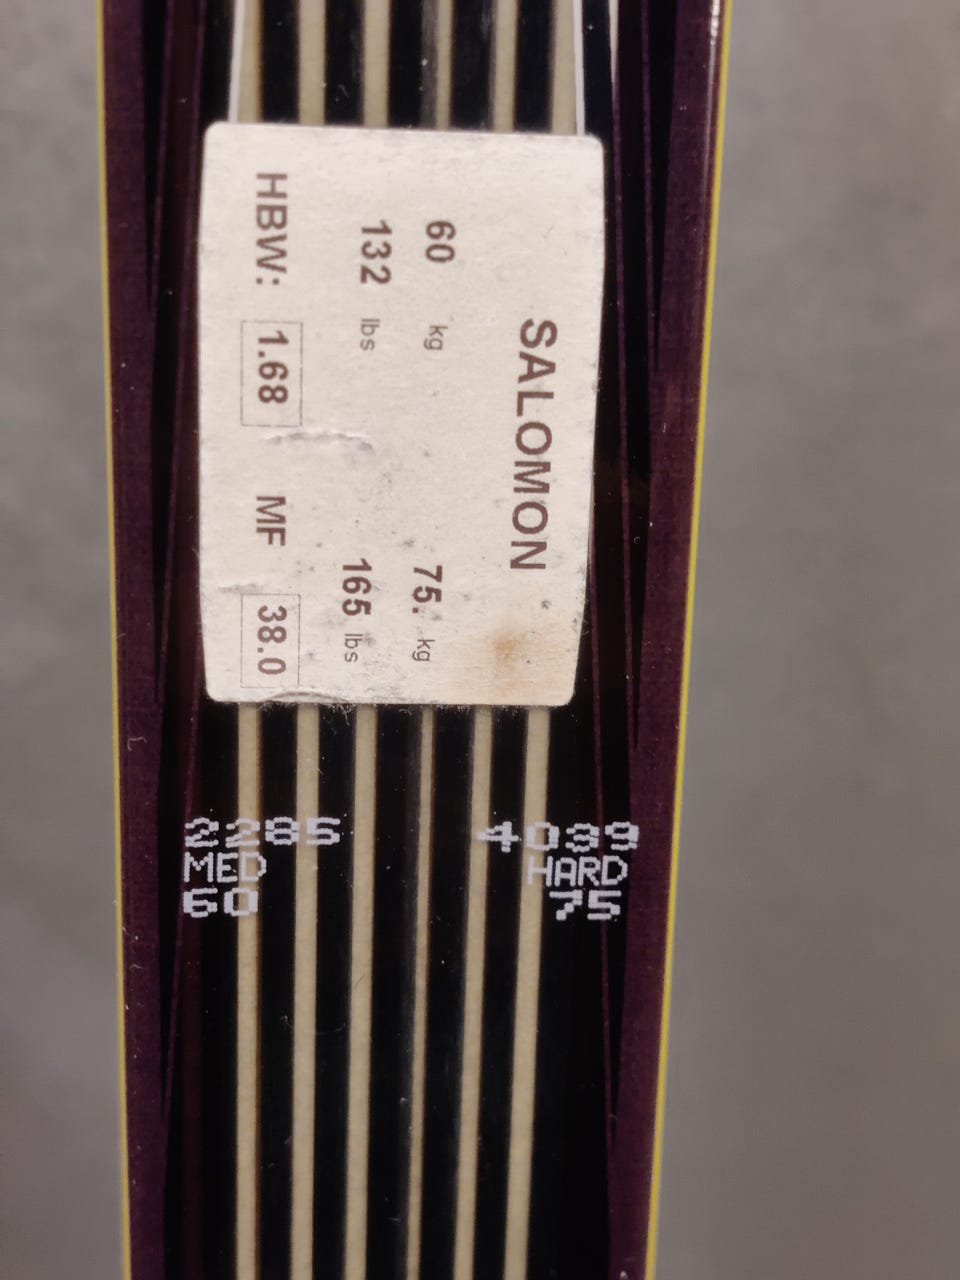 SALOMON
60 kg 75. kg
132 lbs 165 lbs
HBW: 1.68 MF 38.0
2285 4039
MED HARD
60 75